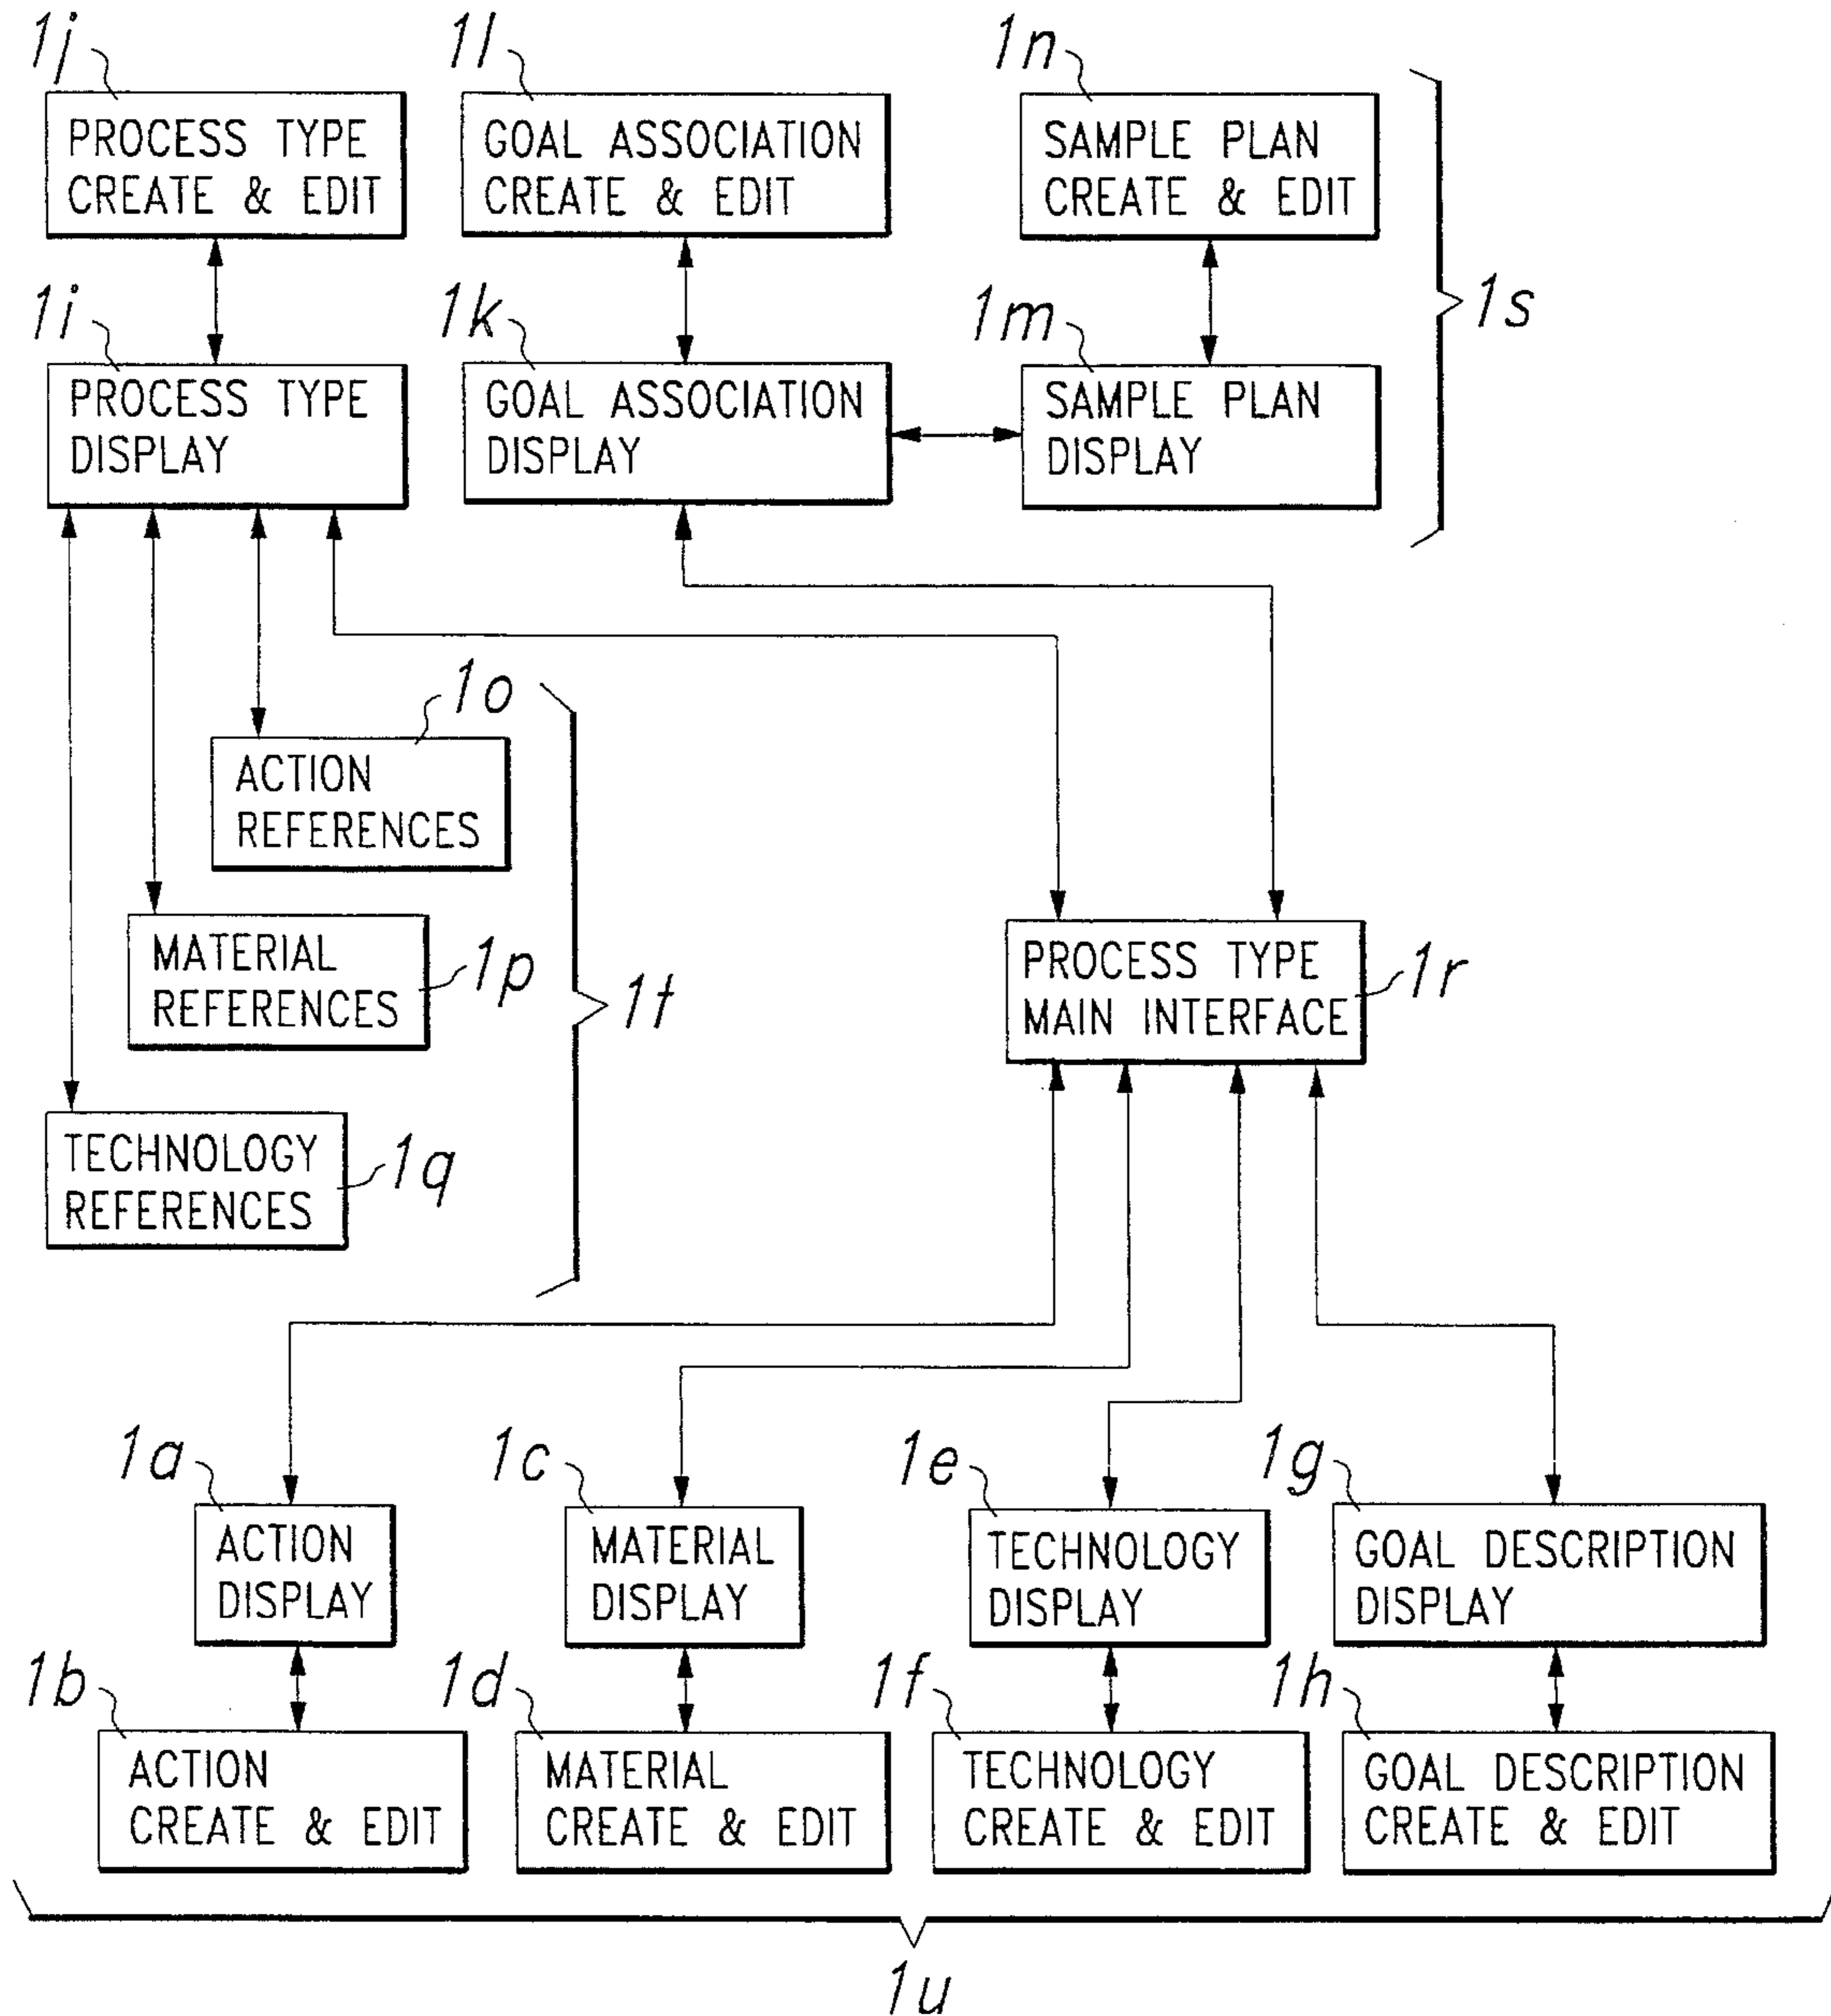 1j
1l
1n
PROCESS TYPE
CREATE & EDIT
GOAL ASSOCIATION
CREATE & EDIT
SAMPLE PLAN
CREATE & EDIT
1i
1k
1m
1s
PROCESS TYPE
DISPLAY
GOAL ASSOCIATION
DISPLAY
SAMPLE PLAN
DISPLAY
1o
ACTION
REFERENCES
MATERIAL
REFERENCES
1p
1t
PROCESS TYPE
MAIN INTERFACE
1r
TECHNOLOGY
REFERENCES
1q
1a
1c
1e
1g
ACTION
DISPLAY
MATERIAL
DISPLAY
TECHNOLOGY
DISPLAY
GOAL DESCRIPTION
DISPLAY
1b
1d
1f
1h
ACTION
CREATE & EDIT
MATERIAL
CREATE & EDIT
TECHNOLOGY
CREATE & EDIT
GOAL DESCRIPTION
CREATE & EDIT
1u